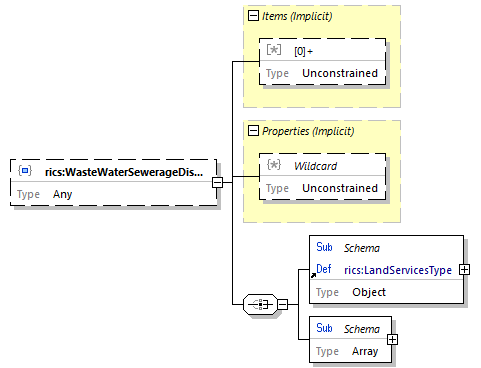 Items (Implicit)
[*] [0]+
Type Unconstrained
Properties (Implicit)
{*} Wildcard
Type Unconstrained
rics:WasteWaterSewerageDis...
Type Any
Sub Schema
Def rics:LandServicesType
Type Object
Sub Schema
Type Array